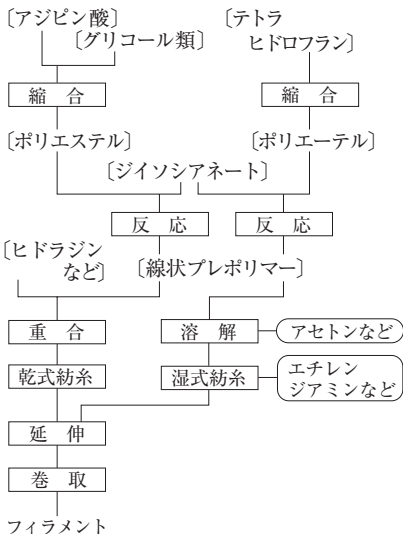 〔アジピン酸〕
〔グリコール類〕
〔テトラ
ヒドロフラン〕
縮 合
縮 合
〔ポリエステル〕
〔ポリエーテル〕
〔ジイソシアネート〕
反 応
反 応
〔ヒドラジン
など〕
〔線状プレポリマー〕
重 合
溶 解
アセトンなど
乾式紡糸
湿式紡糸
エチレン
ジアミンなど
延 伸
巻 取
フィラメント